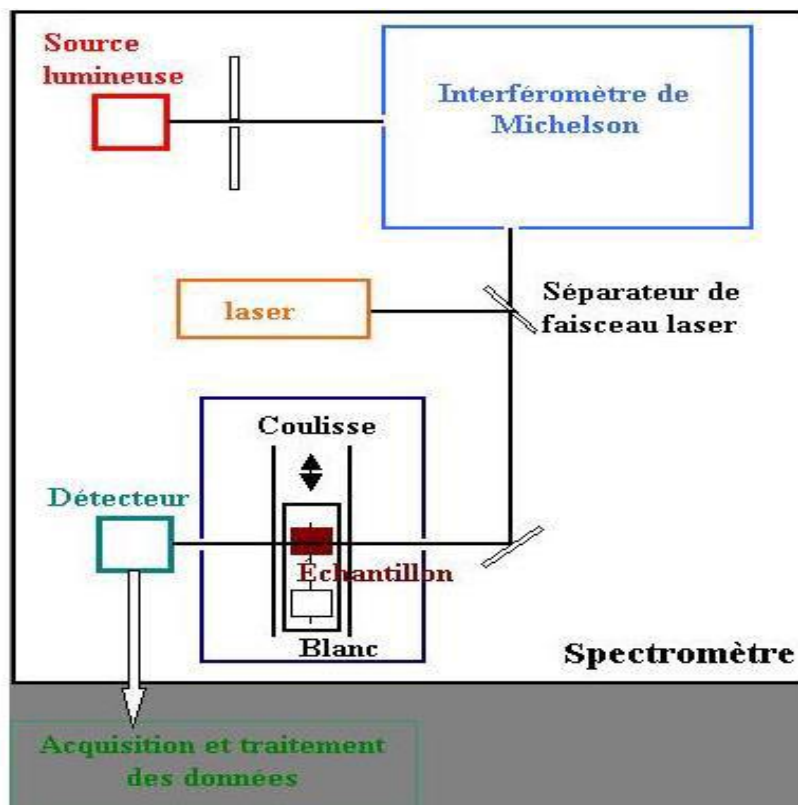 Source
lumineuse
Interféromètre de
Michelson
laser
Séparateur de
faisceau laser
Coulisse
Détecteur
Échantillon
Blanc
Spectromètre
Acquisition et traitement
des données